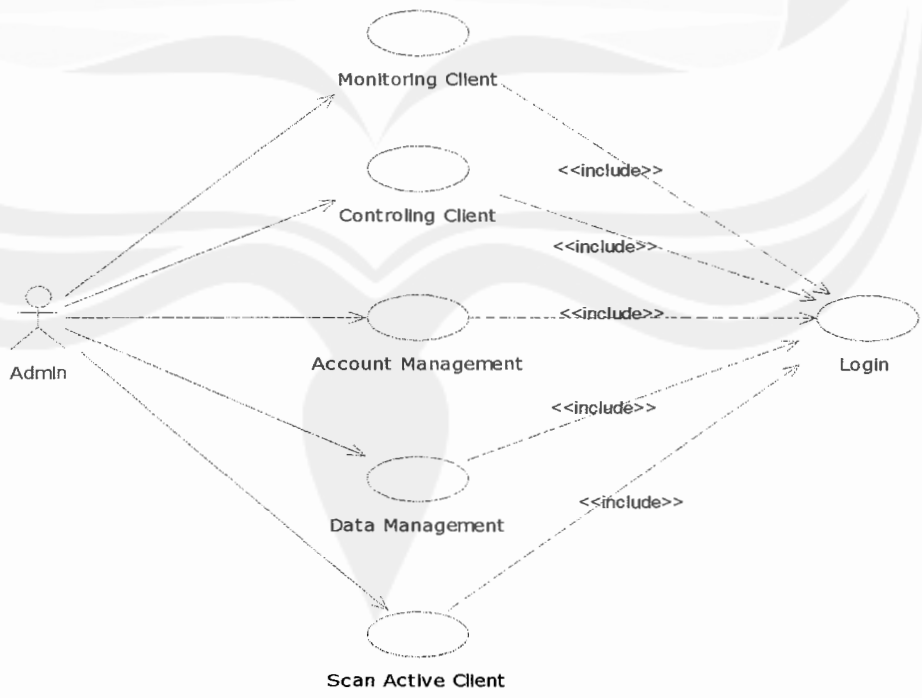 Monitoring Client
<<include>>
Controling Client
<<include>>
<<include>>
Admin
Account Management
Login
<<include>>
Data Management
<<include>>
Scan Active Client